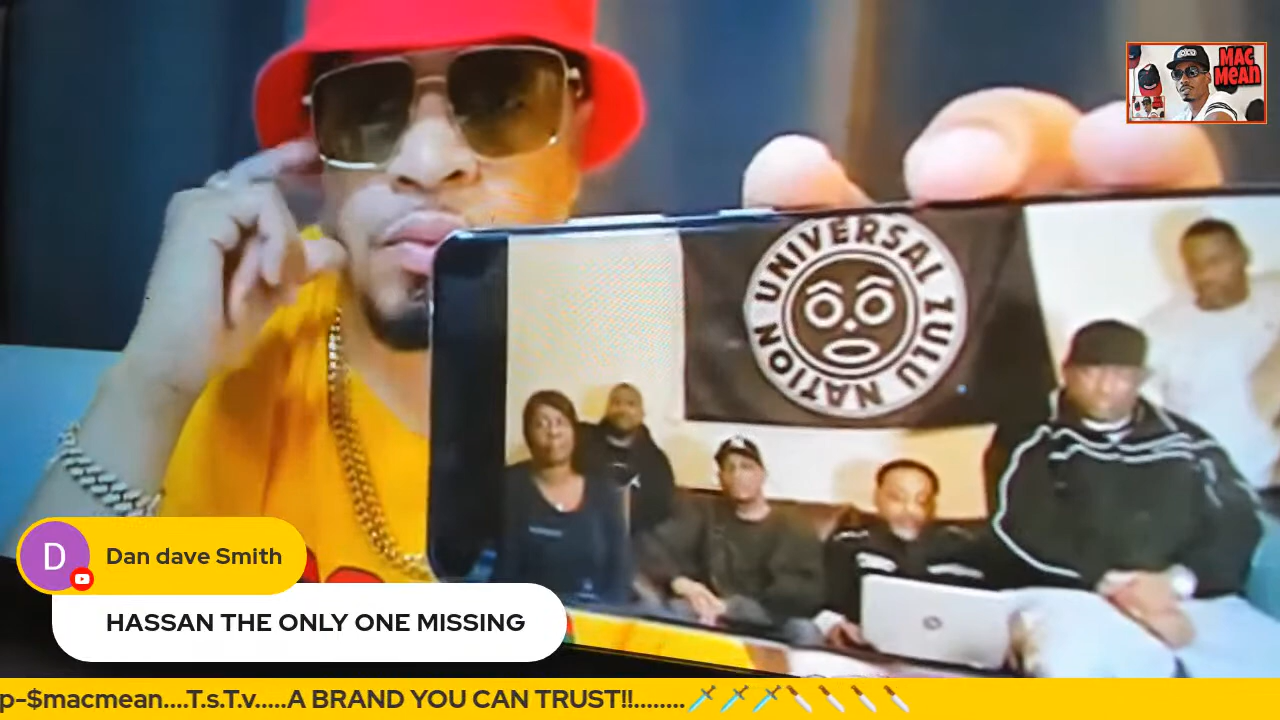 MAC
MEAN
UNIVERSAL ZULU NATION
D
Dan dave Smith
HASSAN THE ONLY ONE MISSING
p-$macmean....T.s.T.v.....A BRAND YOU CAN TRUST!!........🗡️🗡️🗡️🔪🔪🔪🔪